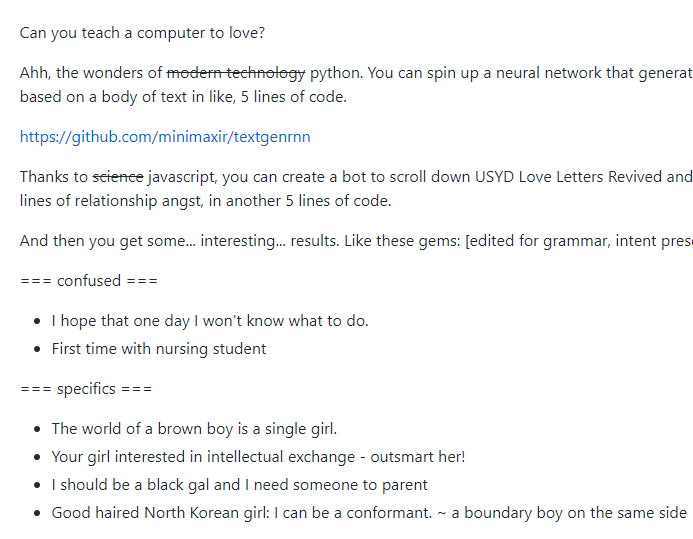 Can you teach a computer to love?
Ahh, the wonders of modern technology python. You can spin up a neural network that generat
based on a body of text in like, 5 lines of code.
https://github.com/minimaxir/textgenrnn
Thanks to science javascript, you can create a bot to scroll down USYD Love Letters Revived and
lines of relationship angst, in another 5 lines of code.
And then you get some... interesting... results. Like these gems: [edited for grammar, intent pres
=== confused ===
• I hope that one day I won't know what to do.
• First time with nursing student
=== specifics ===
• The world of a brown boy is a single girl.
• Your girl interested in intellectual exchange - outsmart her!
• I should be a black gal and I need someone to parent
• Good haired North Korean girl: I can be a conformant. ~ a boundary boy on the same side